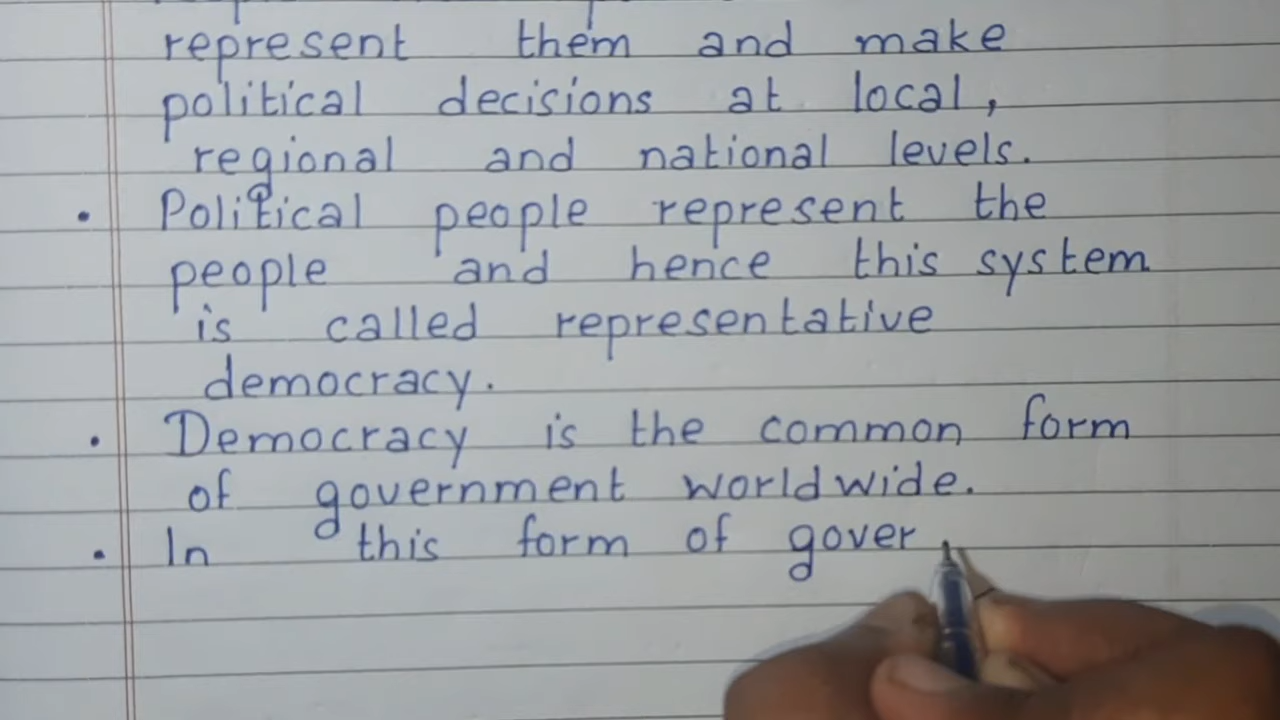 represent them and make
political decisions at local,
regional and national levels.
• Political people represent the
people and hence this system
is called representative
democracy.
• Democracy is the common form
of government worldwide.
• In this form of gover